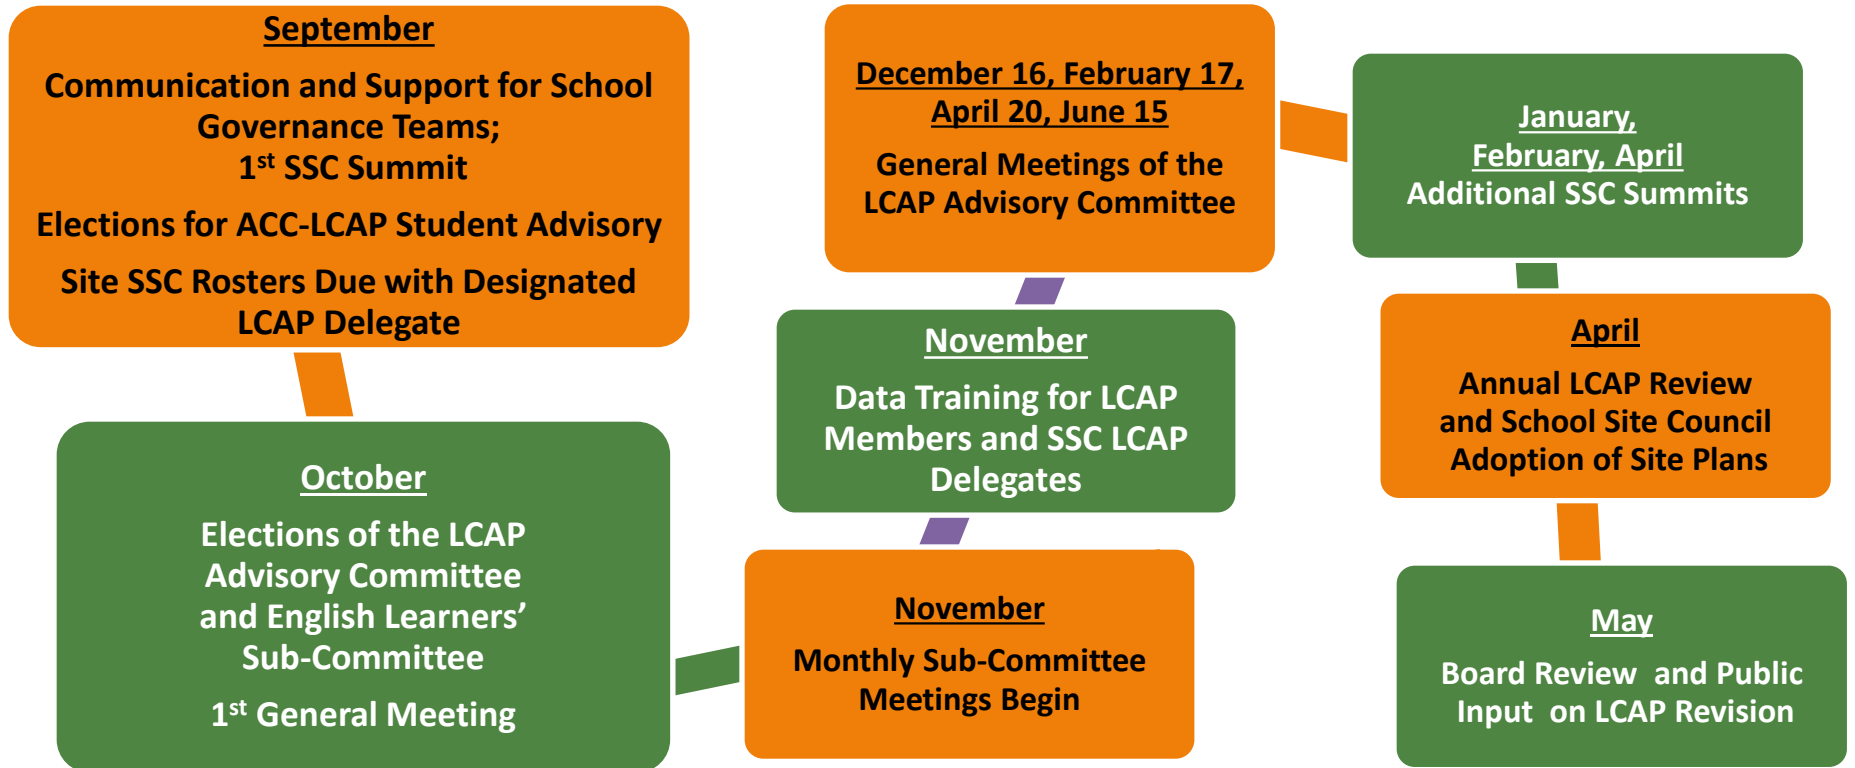 September
Communication and Support for School
Governance Teams;
1st SSC Summit
Elections for ACC-LCAP Student Advisory
Site SSC Rosters Due with Designated
LCAP Delegate
October
Elections of the LCAP
Advisory Committee
and English Learners’
Sub-Committee
1st General Meeting
November
Monthly Sub-Committee
Meetings Begin
November
Data Training for LCAP
Members and SSC LCAP
Delegates
December 16, February 17,
April 20, June 15
General Meetings of the
LCAP Advisory Committee
January,
February, April
Additional SSC Summits
April
Annual LCAP Review
and School Site Council
Adoption of Site Plans
May
Board Review and Public
Input on LCAP Revision